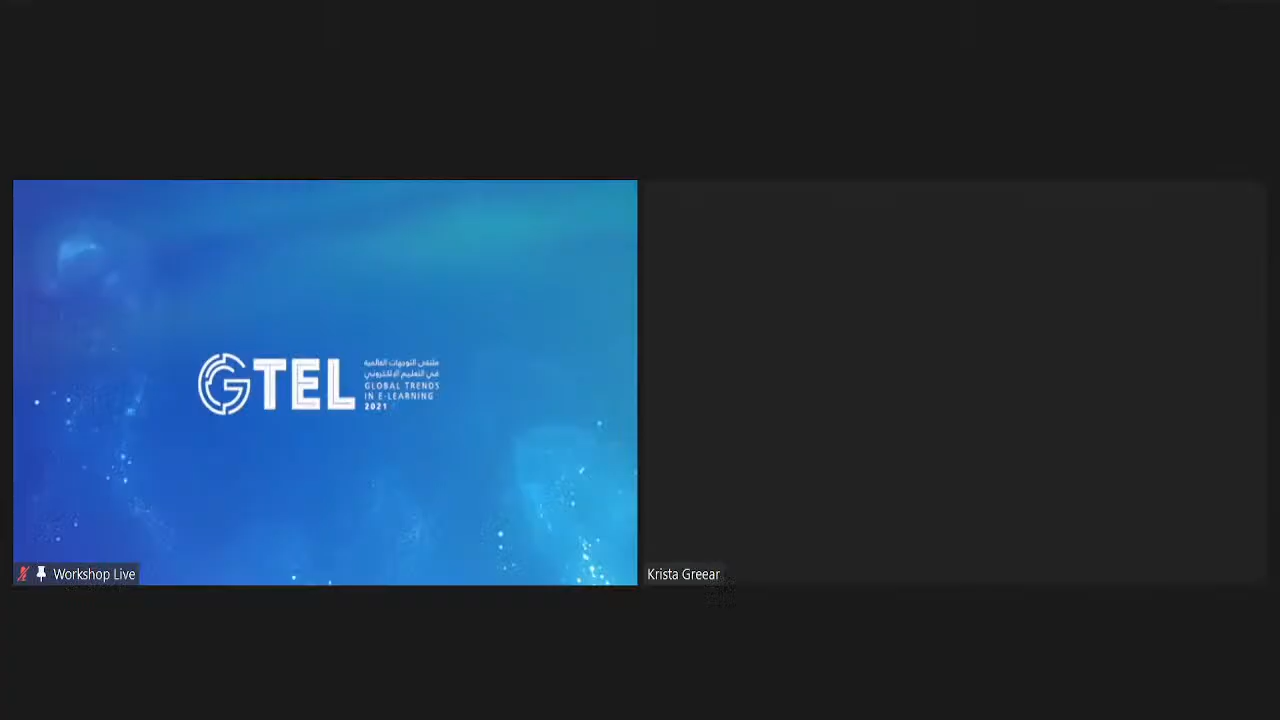 GTEL
ملتقى التوجهات العالمية
في التعليم الإلكتروني
GLOBAL TRENDS
IN E-LEARNING
2021
Workshop Live
Krista Greear